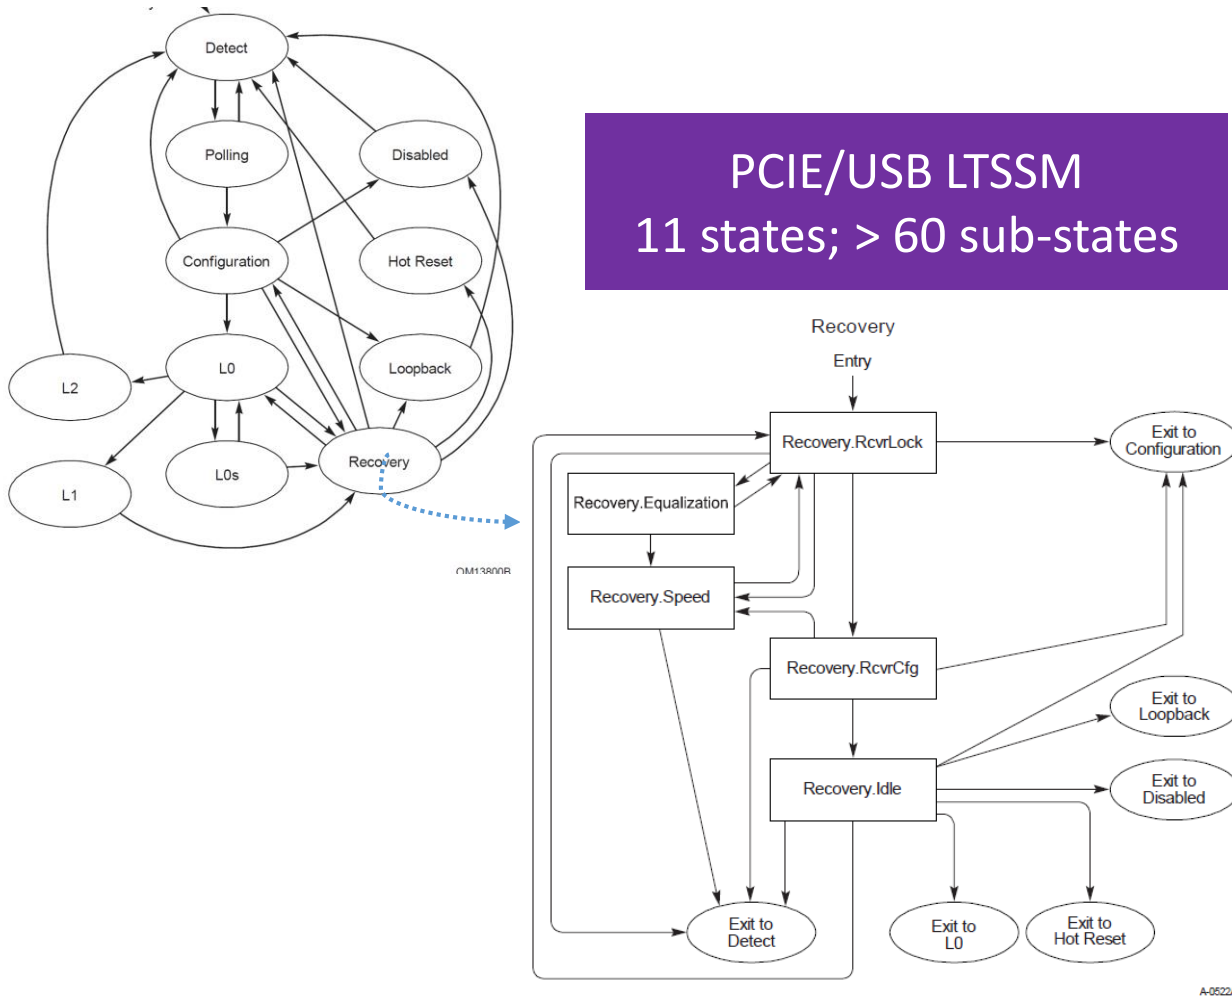 Detect
Polling
Disabled
Configuration
Hot Reset
L0
Loopback
L2
L0s
Recovery
L1
OM13800B
PCIE/USB LTSSM
11 states; > 60 sub-states
Recovery
Entry
Recovery.RcvrLock
Exit to
Configuration
Recovery.Equalization
Recovery.Speed
Recovery.RcvrCfg
Exit to
Loopback
Recovery.Idle
Exit to
Disabled
Exit to
Detect
Exit to
L0
Exit to
Hot Reset
A-0522